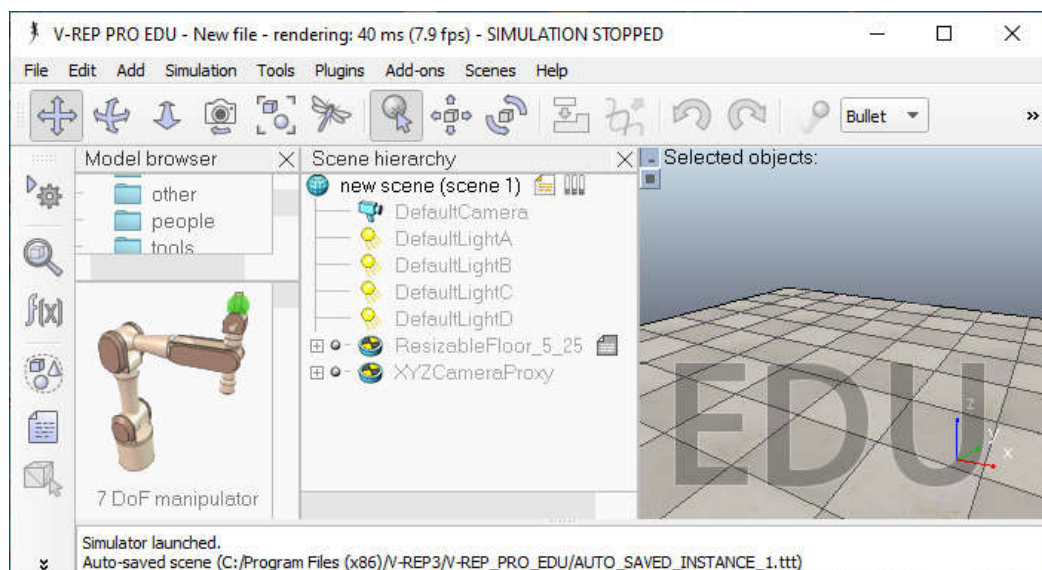 V-REP PRO EDU - New file - rendering: 40 ms (7.9 fps) - SIMULATION STOPPED
File Edit Add Simulation Tools Plugins Add-ons Scenes Help
f(x)
Bullet
»
Model browser
other
people
tools
7 DoF manipulator
Scene hierarchy
new scene (scene 1)
DefaultCamera
DefaultLightA
DefaultLightB
DefaultLightC
DefaultLightD
ResizableFloor_5_25
XYZCameraProxy
Selected objects:
EDU
z
y
x
Simulator launched.
Auto-saved scene (C:/Program Files (x86)/V-REP3/V-REP_PRO_EDU/AUTO_SAVED_INSTANCE_1.ttt)